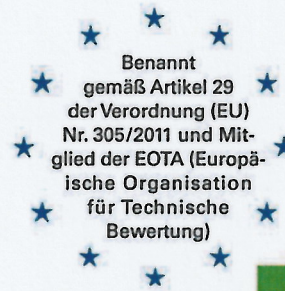 Benannt
gemäß Artikel 29
der Verordnung (EU)
Nr. 305/2011 und Mit-
glied der EOTA (Europä-
ische Organisation
für Technische
Bewertung)